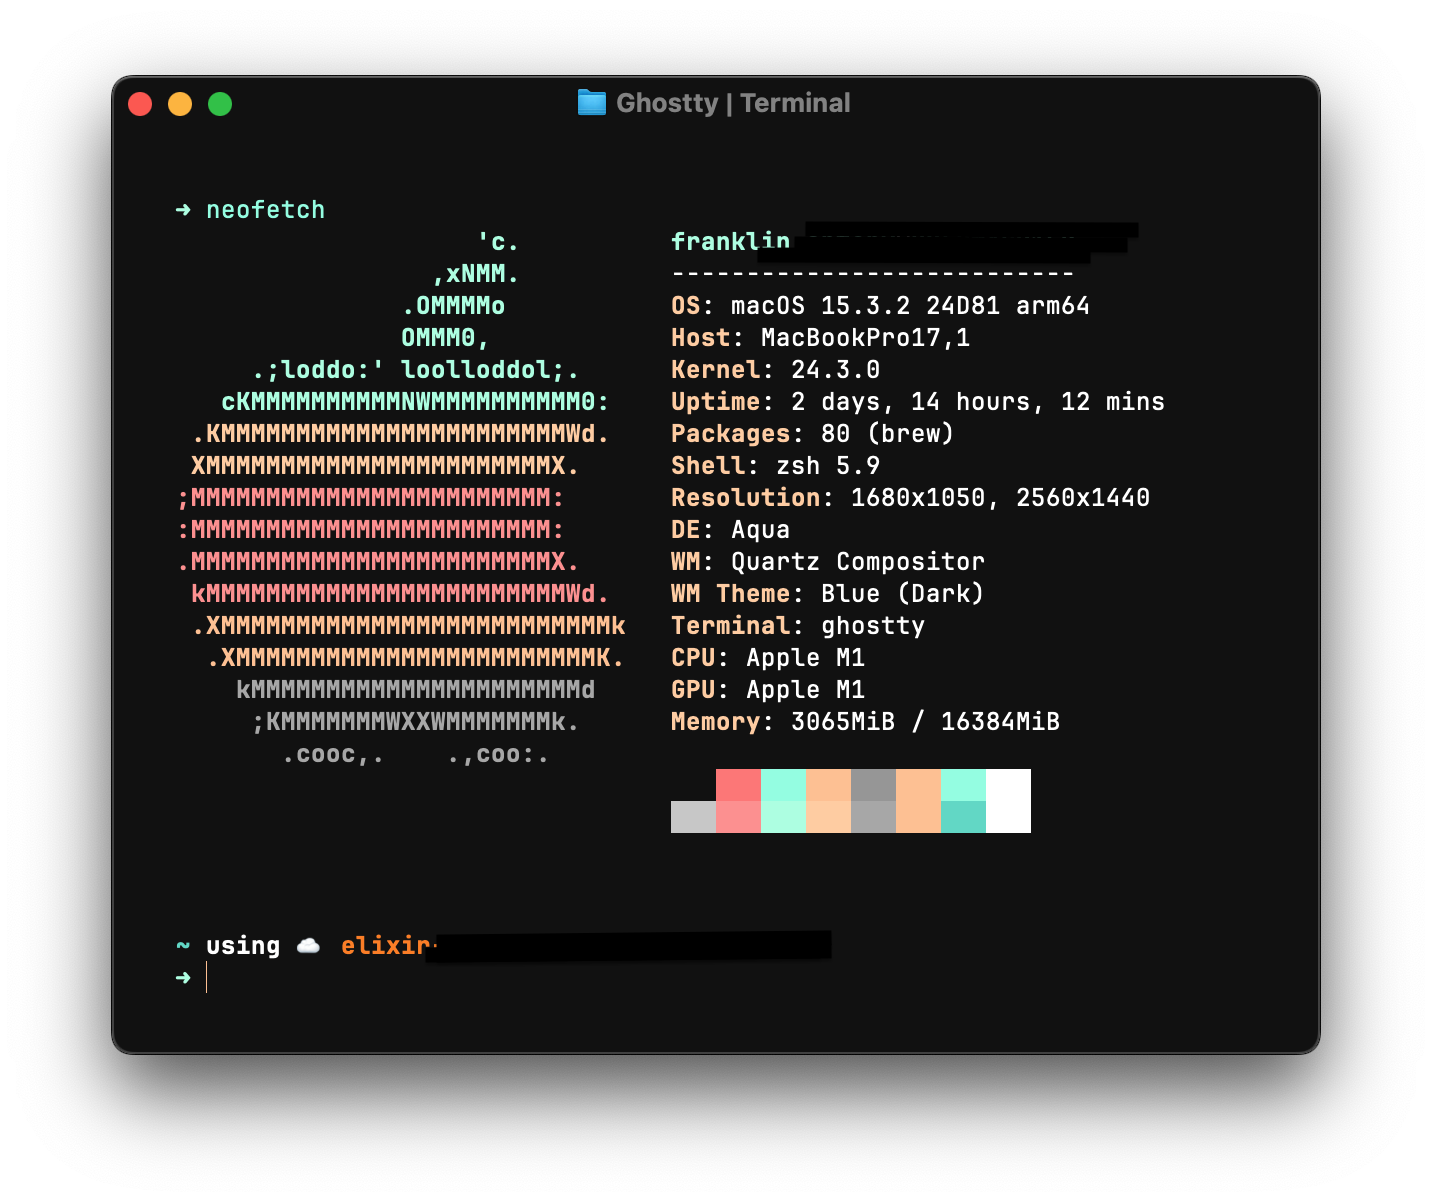 Ghostty | Terminal
➜ neofetch
'c.
,xNMM.
.OMMMMo
OMMM0,
.;loddo:' loolloddol;.
cKMMMMMMMMMMNWMMMMMMMMMM0:
.KMMMMMMMMMMMMMMMMMMMMMMMWd.
XMMMMMMMMMMMMMMMMMMMMMMMX.
;MMMMMMMMMMMMMMMMMMMMMMMM:
:MMMMMMMMMMMMMMMMMMMMMMMM:
.MMMMMMMMMMMMMMMMMMMMMMMMX.
kMMMMMMMMMMMMMMMMMMMMMMMMWd.
.XMMMMMMMMMMMMMMMMMMMMMMMMMMk
.XMMMMMMMMMMMMMMMMMMMMMMMMK.
kMMMMMMMMMMMMMMMMMMMMMMd
;KMMMMMMMWXXWMMMMMMMk.
.cooc,. .,coo:.
franklin
---------------------------
OS: macOS 15.3.2 24D81 arm64
Host: MacBookPro17,1
Kernel: 24.3.0
Uptime: 2 days, 14 hours, 12 mins
Packages: 80 (brew)
Shell: zsh 5.9
Resolution: 1680x1050, 2560x1440
DE: Aqua
WM: Quartz Compositor
WM Theme: Blue (Dark)
Terminal: ghostty
CPU: Apple M1
GPU: Apple M1
Memory: 3065MiB / 16384MiB
~ using ☁️ elixir
➜